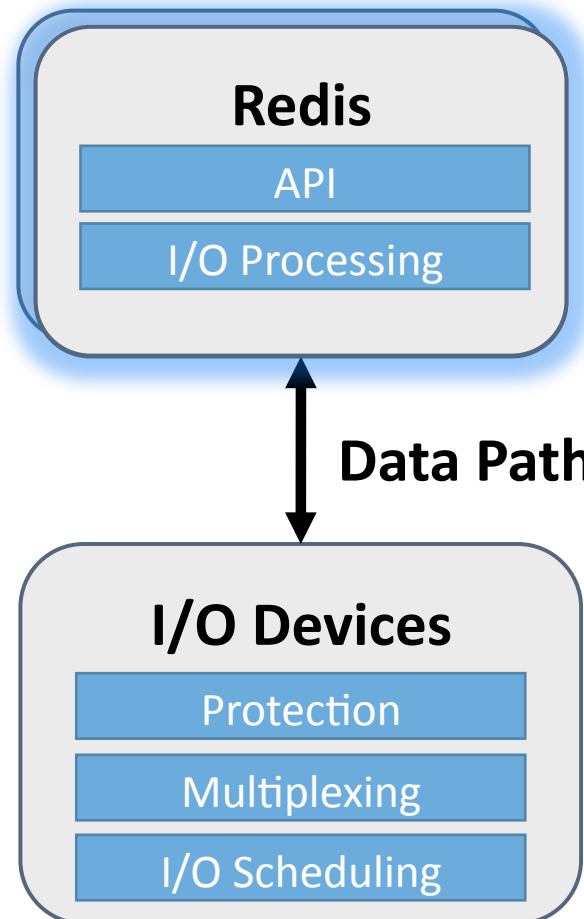 Redis
API
I/O Processing
Data Path
I/O Devices
Protection
Multiplexing
I/O Scheduling